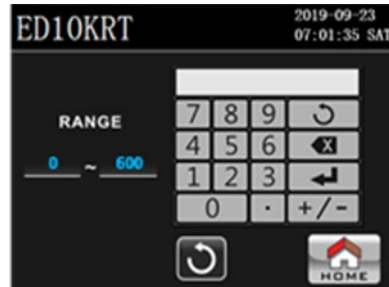 ED10KRT
2019-09-23
07:01:35 SAT
RANGE
0 ~ 600
7 8 9
4 5 6
1 2 3
0 · +/-
HOME